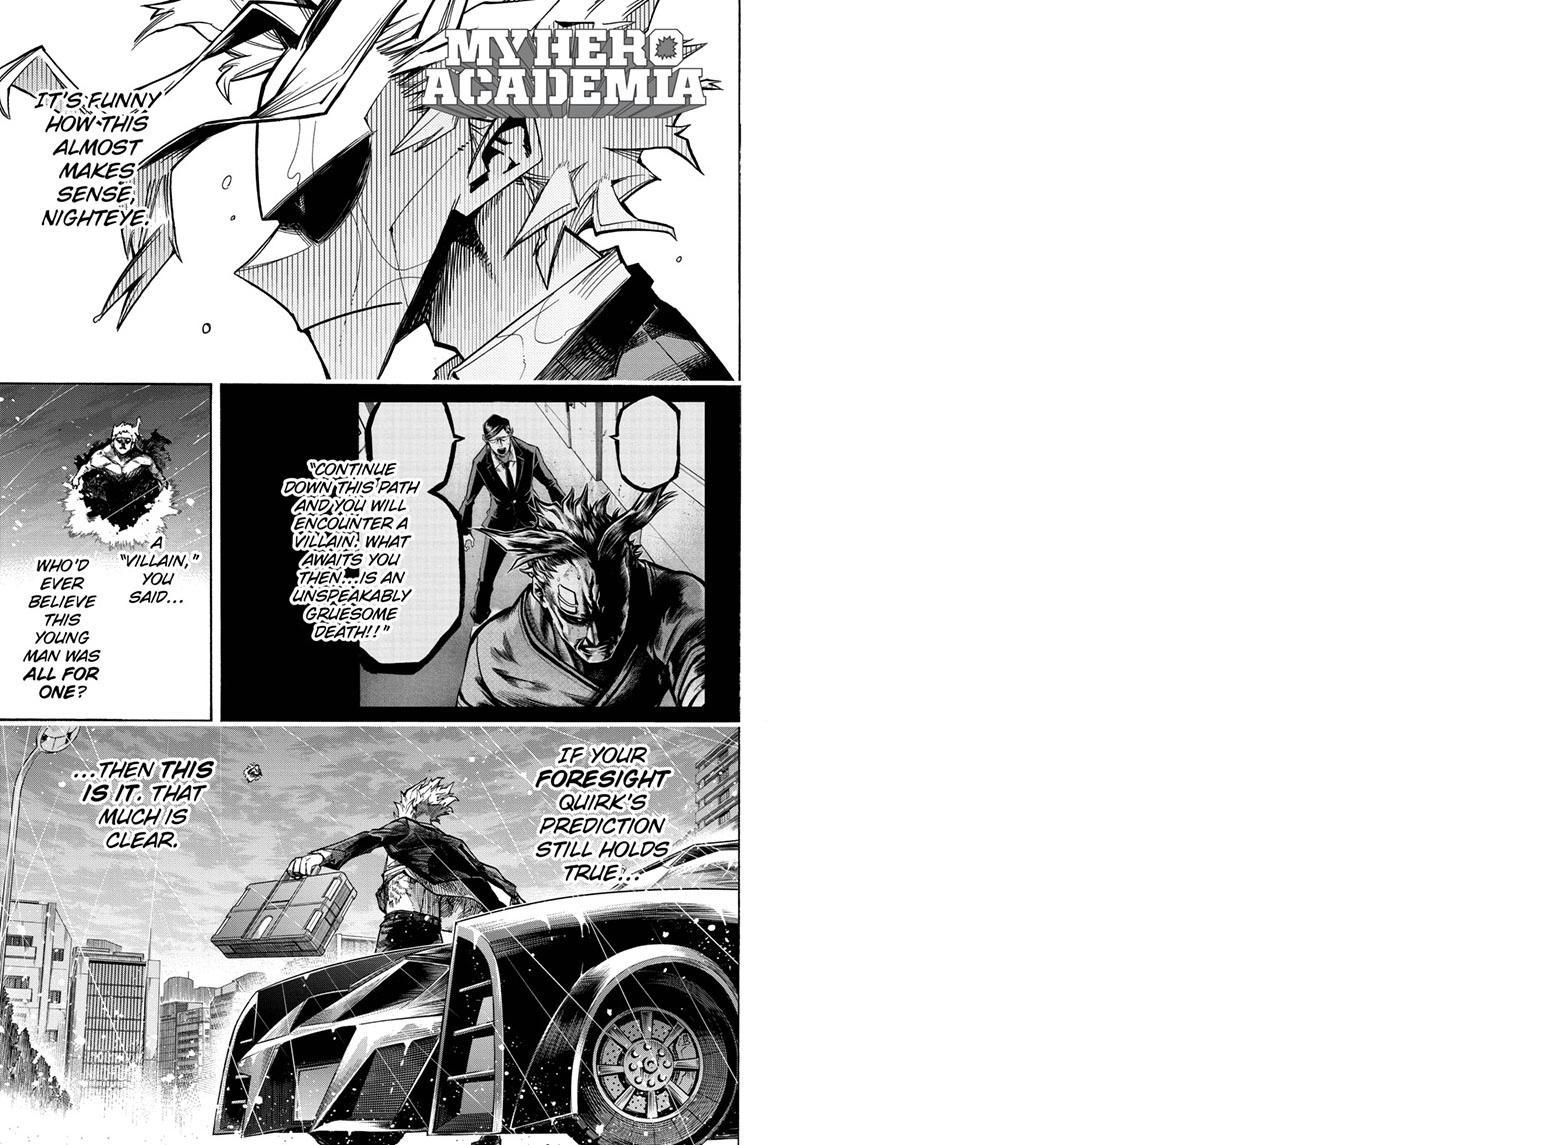 MY HERO
ACADEMIA
IT'S FUNNY
HOW THIS
ALMOST
MAKES
SENSE,
NIGHTEYE.
"CONTINUE
DOWN THIS PATH
AND YOU WILL
ENCOUNTER A
VILLAIN. WHAT
AWAITS YOU
THEN...IS AN
UNSPEAKABLY
GRUESOME
DEATH!!"
A
"VILLAIN,"
YOU
SAID...
WHO'D
EVER
BELIEVE
THIS
YOUNG
MAN WAS
ALL FOR
ONE?
IF YOUR
FORESIGHT
QUIRK'S
PREDICTION
STILL HOLDS
TRUE...
...THEN THIS
IS IT. THAT
MUCH IS
CLEAR.